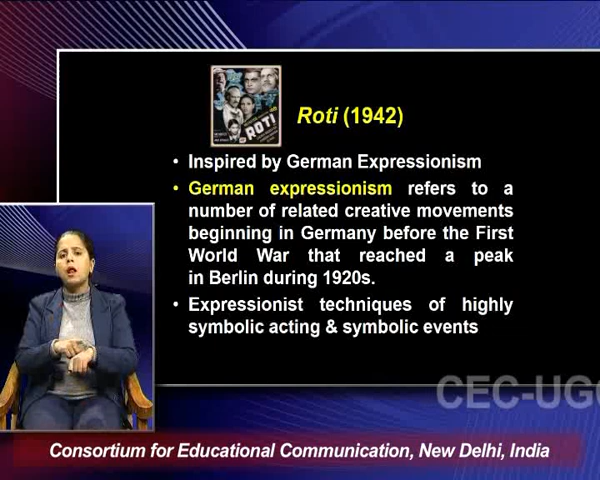 ROTI
Roti (1942)
• Inspired by German Expressionism
• German expressionism refers to a
number of related creative movements
beginning in Germany before the First
World War that reached a peak
in Berlin during 1920s.
• Expressionist techniques of highly
symbolic acting & symbolic events
CEC-UGC
Consortium for Educational Communication, New Delhi, India